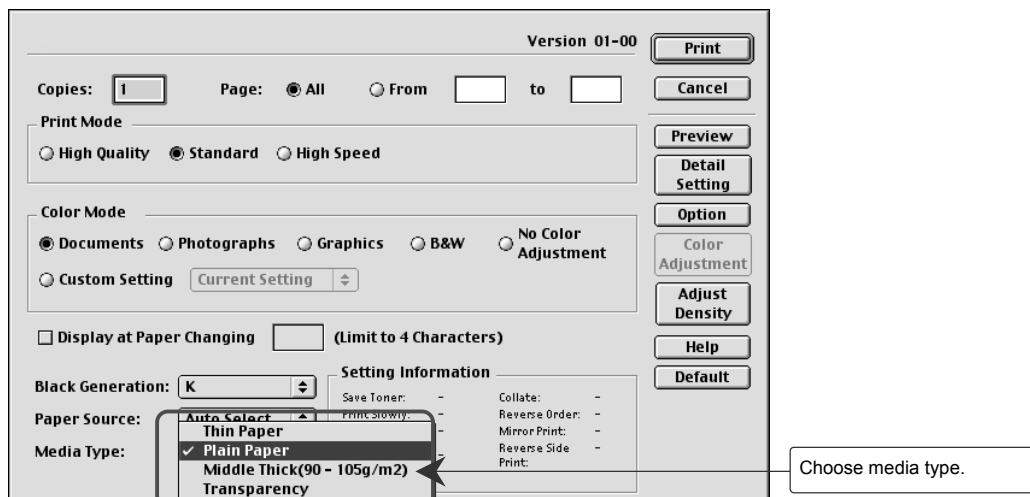 Version 01-00
Print
Copies: 1 Page: All From to
Cancel
Print Mode
Preview
High Quality Standard High Speed
Detail
Setting
Color Mode
Option
Documents Photographs Graphics B&W No Color
Adjustment
Color
Adjustment
Custom Setting Current Setting
Adjust
Density
Display at Paper Changing (Limit to 4 Characters)
Help
Setting Information
Default
Black Generation: K
Save Toner: - Collate: -
Paper Source: Auto Select
Print Slowly: - Reverse Order: -
Thin Paper
- Mirror Print: -
Media Type: ✓ Plain Paper
- Reverse Side -
Print:
Middle Thick(90 - 105g/m2)
Choose media type.
Transparency